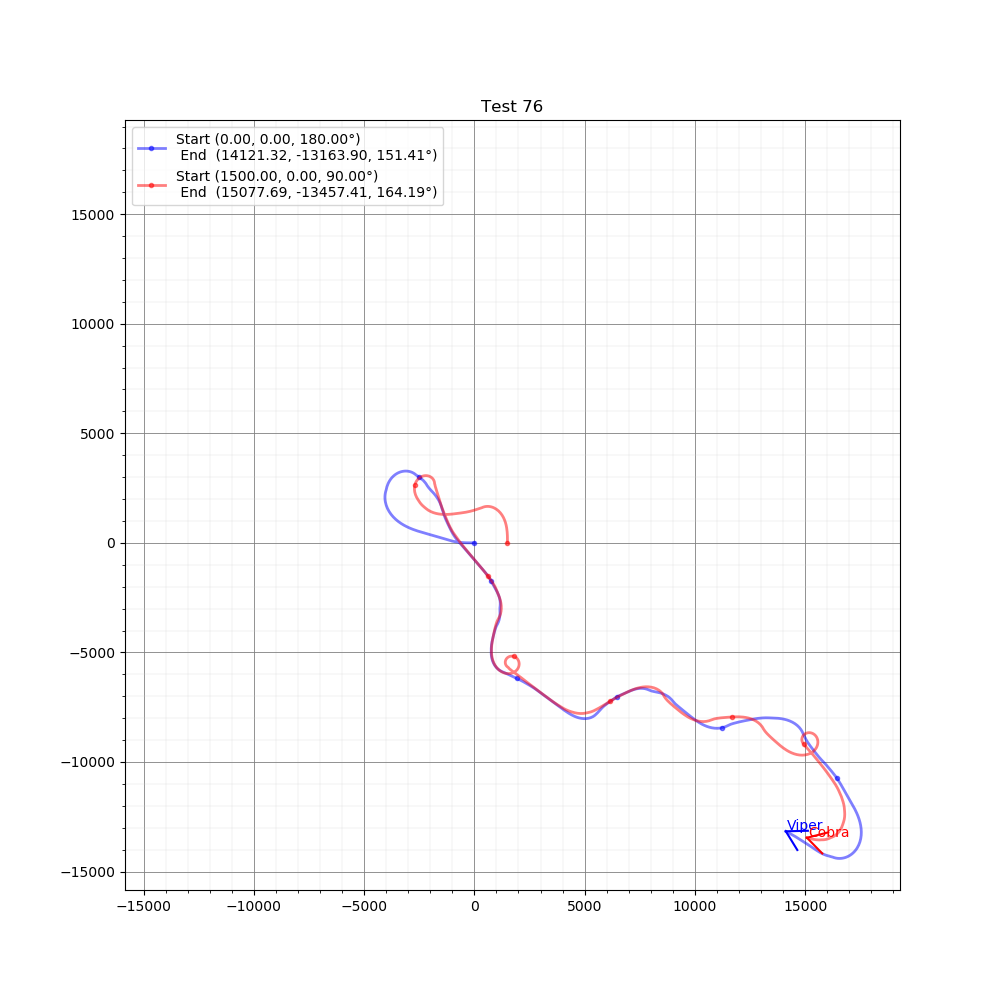 Test 76
Start (0.00, 0.00, 180.00°)
End  (14121.32, -13163.90, 151.41°)
Start (1500.00, 0.00, 90.00°)
End  (15077.69, -13457.41, 164.19°)
15000
10000
5000
0
−5000
−10000
−15000
Viper
Cobra
−15000
−10000
−5000
0
5000
10000
15000